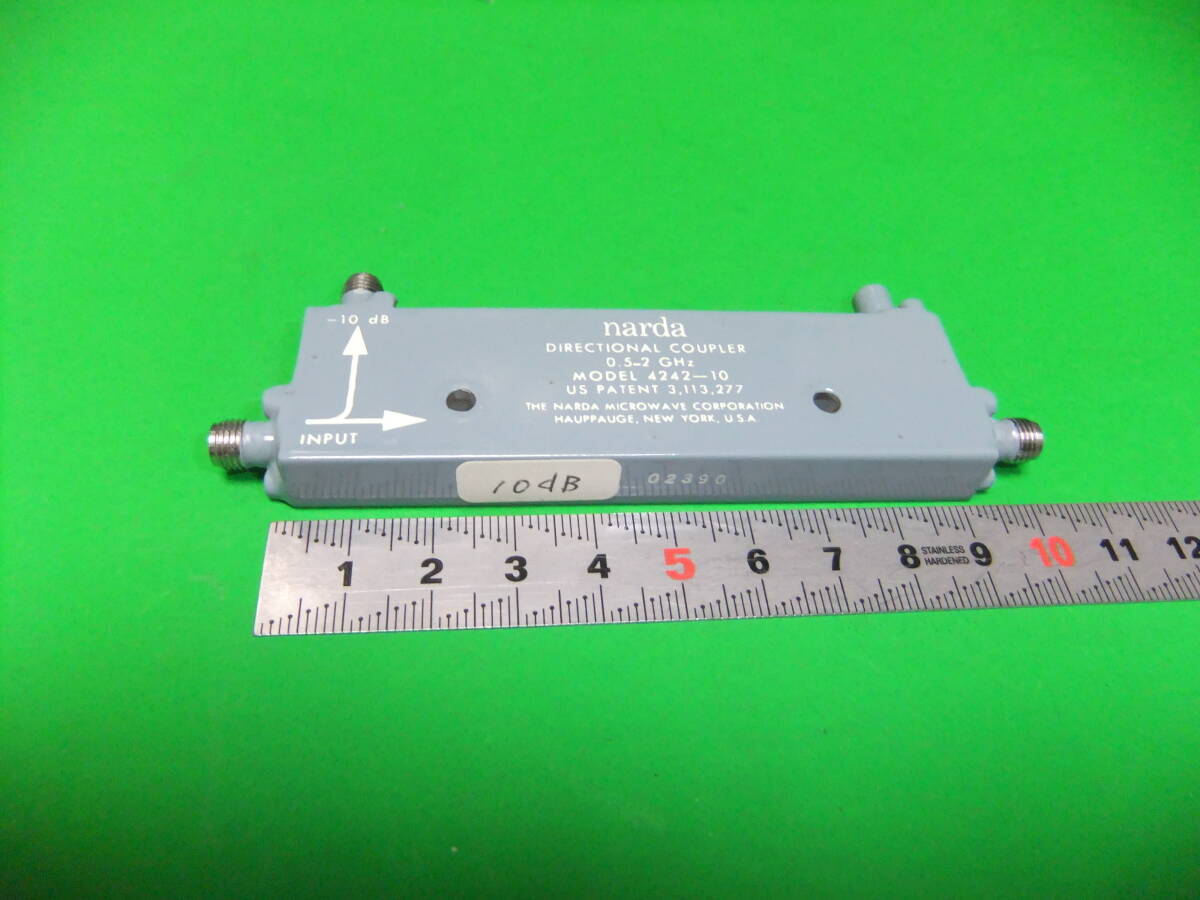 -10 dB
INPUT
narda
DIRECTIONAL COUPLER
0.5-2 GHz
MODEL 4242-10
US PATENT 3,113,277
THE NARDA MICROWAVE CORPORATION
HAUPPAUGE, NEW YORK, U.S.A.
10dB
02390
1 2 3 4 5 6 7 8 STAINLESS HARDENED 9 10 11 12